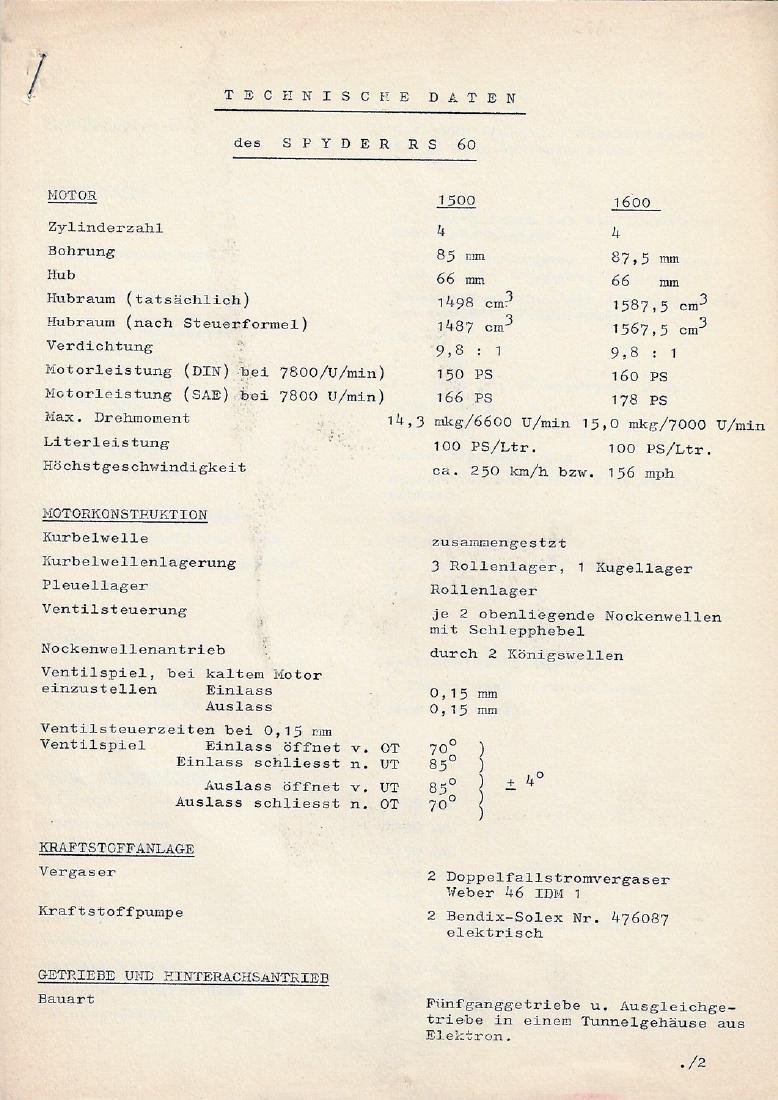 TECHNISCHE DATEN
des SPYDER RS 60
MOTOR 1500 1600
Zylinderzahl 4 4
Bohrung 85 mm 87,5 mm
Hub 66 mm 66 mm
Hubraum (tatsächlich) 1498 cm³ 1587,5 cm³
Hubraum (nach Steuerformel) 1487 cm³ 1567,5 cm³
Verdichtung 9,8 : 1 9,8 : 1
Motorleistung (DIN) bei 7800/U/min) 150 PS 160 PS
Motorleistung (SAE) bei 7800 U/min) 166 PS 178 PS
Max. Drehmoment 14,3 mkg/6600 U/min 15,0 mkg/7000 U/min
Literleistung 100 PS/Ltr. 100 PS/Ltr.
Höchstgeschwindigkeit ca. 250 km/h bzw. 156 mph
MOTORKONSTRUKTION
Kurbelwelle zusammengestzt
Kurbelwellenlagerung 3 Rollenlager, 1 Kugellager
Pleuellager Rollenlager
Ventilsteuerung je 2 obenliegende Nockenwellen
mit Schlepphebel
Nockenwellenantrieb durch 2 Königswellen
Ventilspiel, bei kaltem Motor
einzustellen Einlass 0,15 mm
Auslass 0,15 mm
Ventilsteuerzeiten bei 0,15 mm
Ventilspiel Einlass öffnet v. OT 70° )
Einlass schliesst n. UT 85° )
Auslass öffnet v. UT 85° ) ± 4°
Auslass schliesst n. OT 70° )
)
KRAFTSTOFFANLAGE
Vergaser 2 Doppelfallstromvergaser
Weber 46 IDM 1
Kraftstoffpumpe 2 Bendix-Solex Nr. 476087
elektrisch
GETRIEBE UND HINTERACHSANTRIEB
Bauart Fünfganggetriebe u. Ausgleichge-
triebe in einem Tunnelgehäuse aus
Elektron.
./2